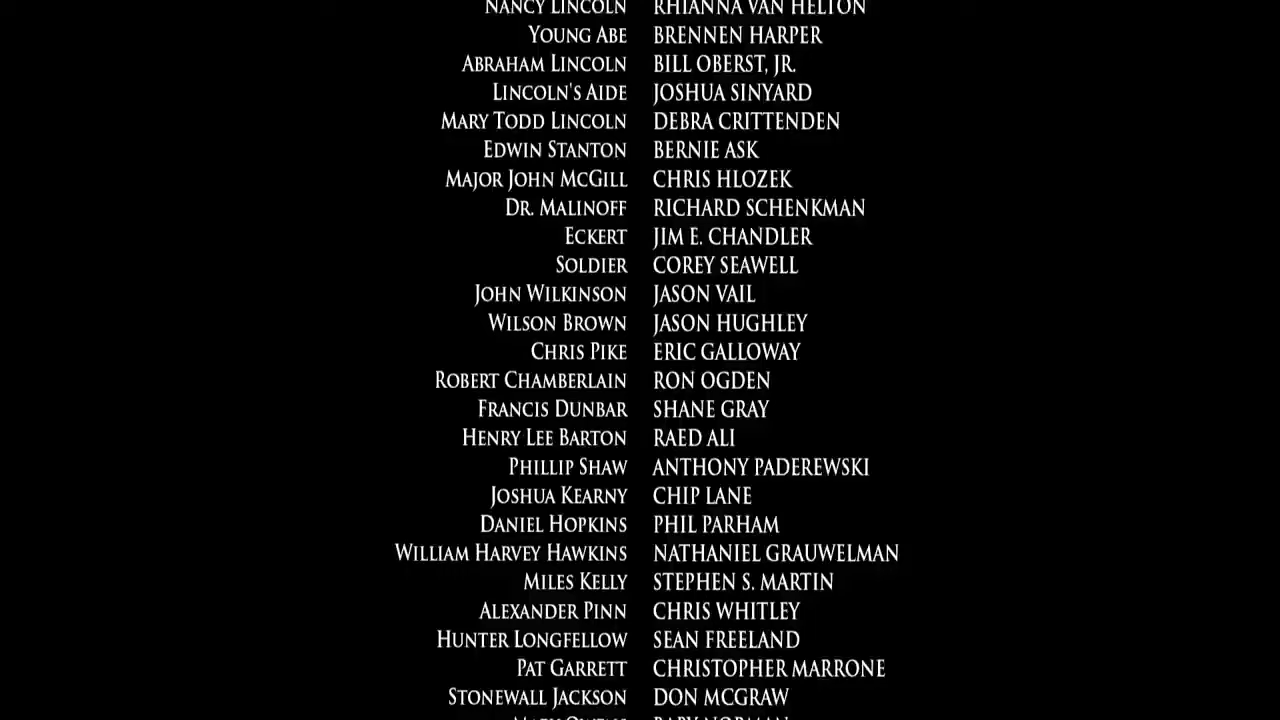 NANCY LINCOLN RHIANNA VAN HELTON
YOUNG ABE BRENNEN HARPER
ABRAHAM LINCOLN BILL OBERST, JR.
LINCOLN'S AIDE JOSHUA SINYARD
MARY TODD LINCOLN DEBRA CRITTENDEN
EDWIN STANTON BERNIE ASK
MAJOR JOHN MCGILL CHRIS HLOZEK
DR. MALINOFF RICHARD SCHENKMAN
ECKERT JIM E. CHANDLER
SOLDIER COREY SEAWELL
JOHN WILKINSON JASON VAIL
WILSON BROWN JASON HUGHLEY
CHRIS PIKE ERIC GALLOWAY
ROBERT CHAMBERLAIN RON OGDEN
FRANCIS DUNBAR SHANE GRAY
HENRY LEE BARTON RAED ALI
PHILLIP SHAW ANTHONY PADEREWSKI
JOSHUA KEARNY CHIP LANE
DANIEL HOPKINS PHIL PARHAM
WILLIAM HARVEY HAWKINS NATHANIEL GRAUWELMAN
MILES KELLY STEPHEN S. MARTIN
ALEXANDER PINN CHRIS WHITLEY
HUNTER LONGFELLOW SEAN FREELAND
PAT GARRETT CHRISTOPHER MARRONE
STONEWALL JACKSON DON MCGRAW